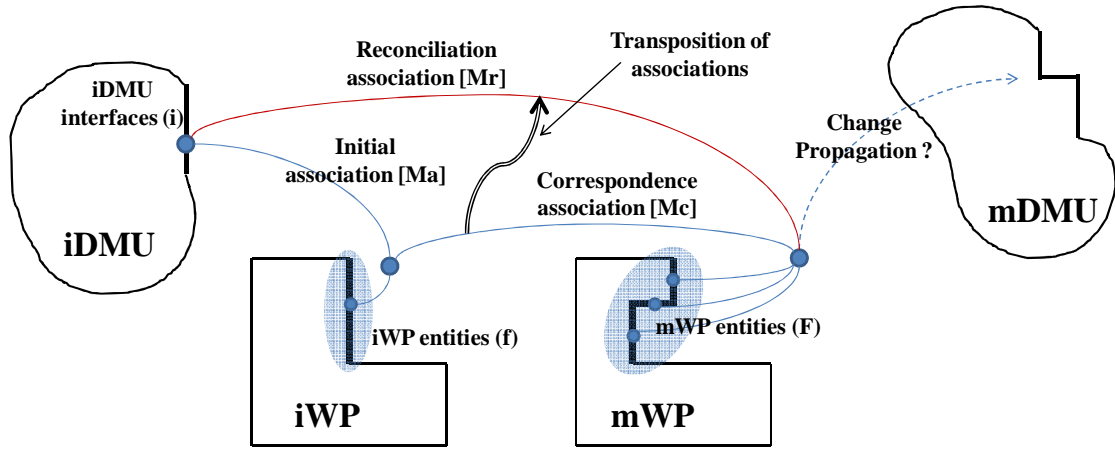 Reconciliation
association [Mr]
Transposition of
associations
iDMU
interfaces (i)
Initial
association [Ma]
Change
Propagation ?
Correspondence
association [Mc]
iDMU
mDMU
iWP entities (f)
mWP entities (F)
iWP
mWP